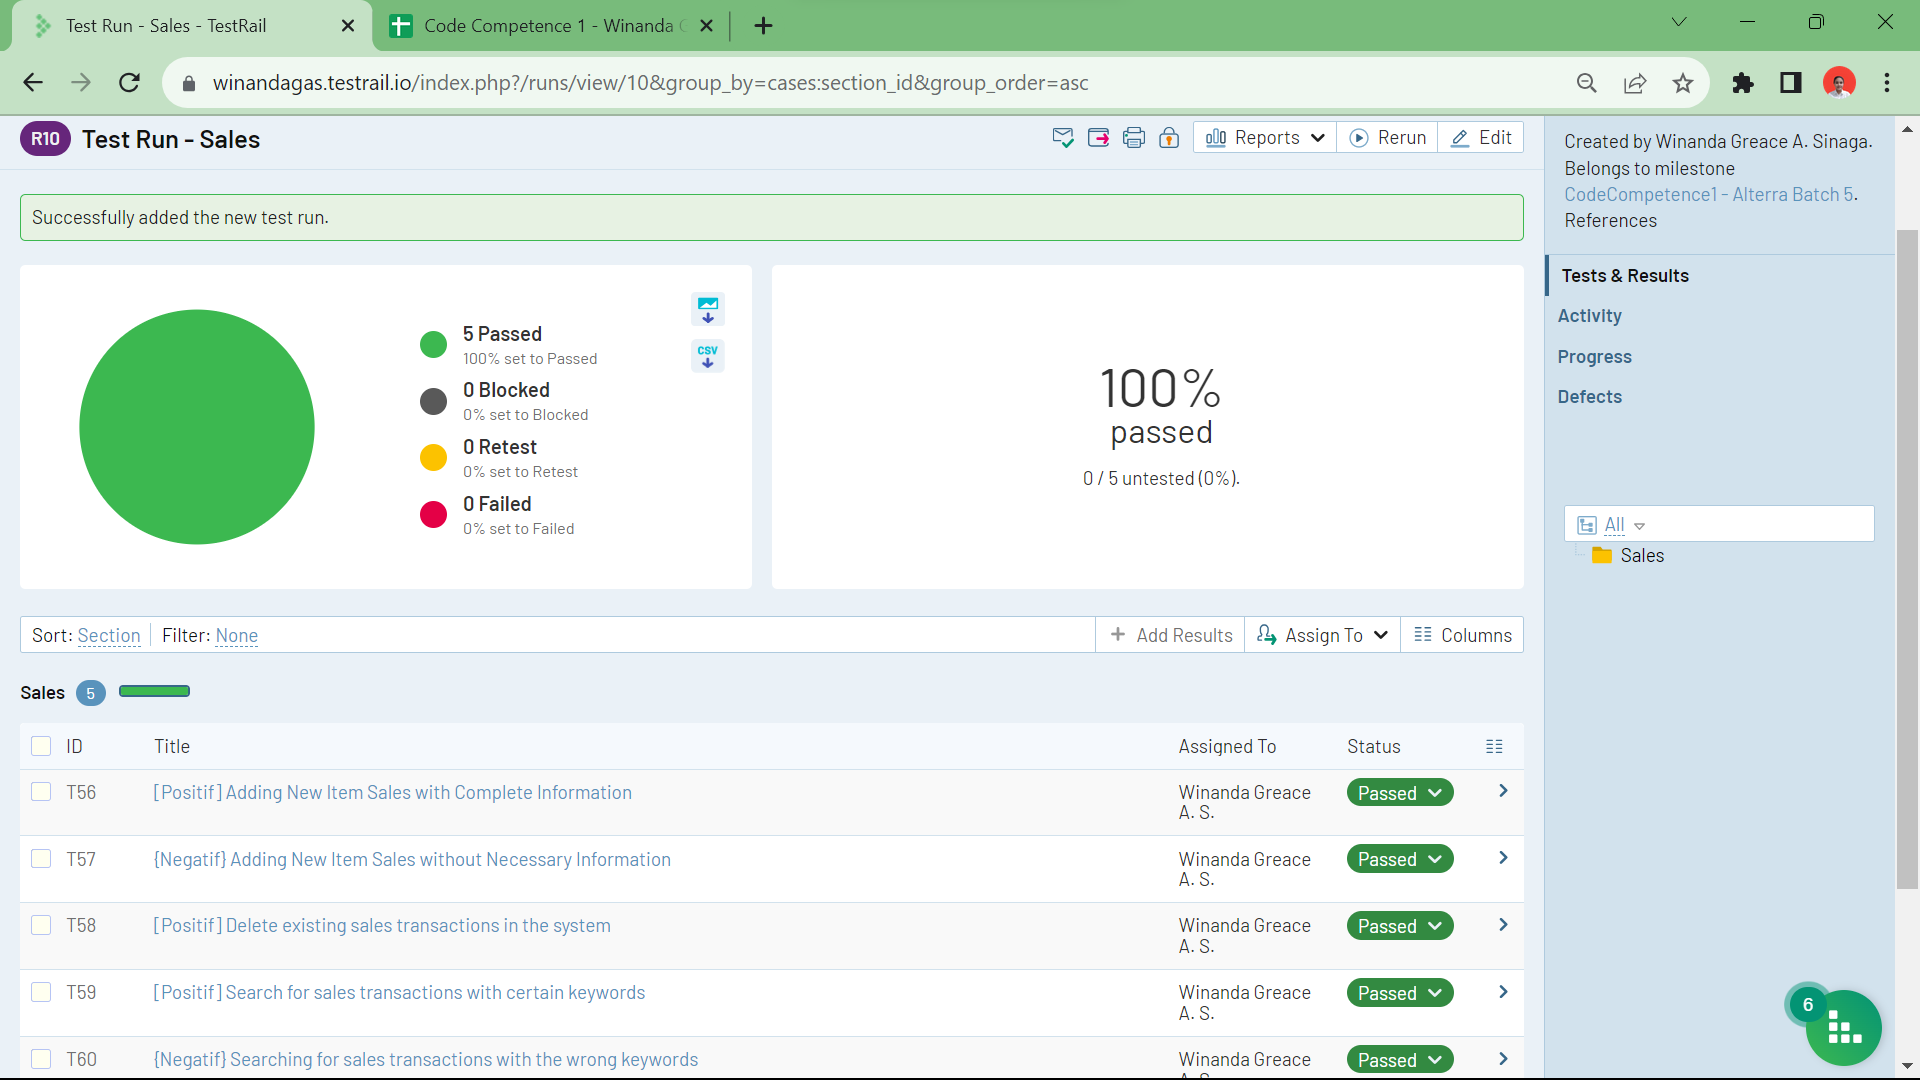 Test Run - Sales - TestRail
Code Competence 1 - Winanda
winandagas.testrail.io/index.php?/runs/view/10&group_by=cases:section_id&group_order=asc
R10 Test Run - Sales
Reports Rerun Edit
Successfully added the new test run.
5 Passed
100% set to Passed
0 Blocked
0% set to Blocked
0 Retest
0% set to Retest
0 Failed
0% set to Failed
CSV
100%
passed
0 / 5 untested (0%).
Created by Winanda Greace A. Sinaga.
Belongs to milestone
CodeCompetence1 - Alterra Batch 5.
References
Tests & Results
Activity
Progress
Defects
All
Sales
Sort: Section Filter: None
Add Results Assign To Columns
Sales 5
ID Title Assigned To Status
T56 [Positif] Adding New Item Sales with Complete Information Winanda Greace Passed
A. S.
T57 {Negatif} Adding New Item Sales without Necessary Information Winanda Greace Passed
A. S.
T58 [Positif] Delete existing sales transactions in the system Winanda Greace Passed
A. S.
T59 [Positif] Search for sales transactions with certain keywords Winanda Greace Passed
A. S.
T60 {Negatif} Searching for sales transactions with the wrong keywords Winanda Greace Passed
6